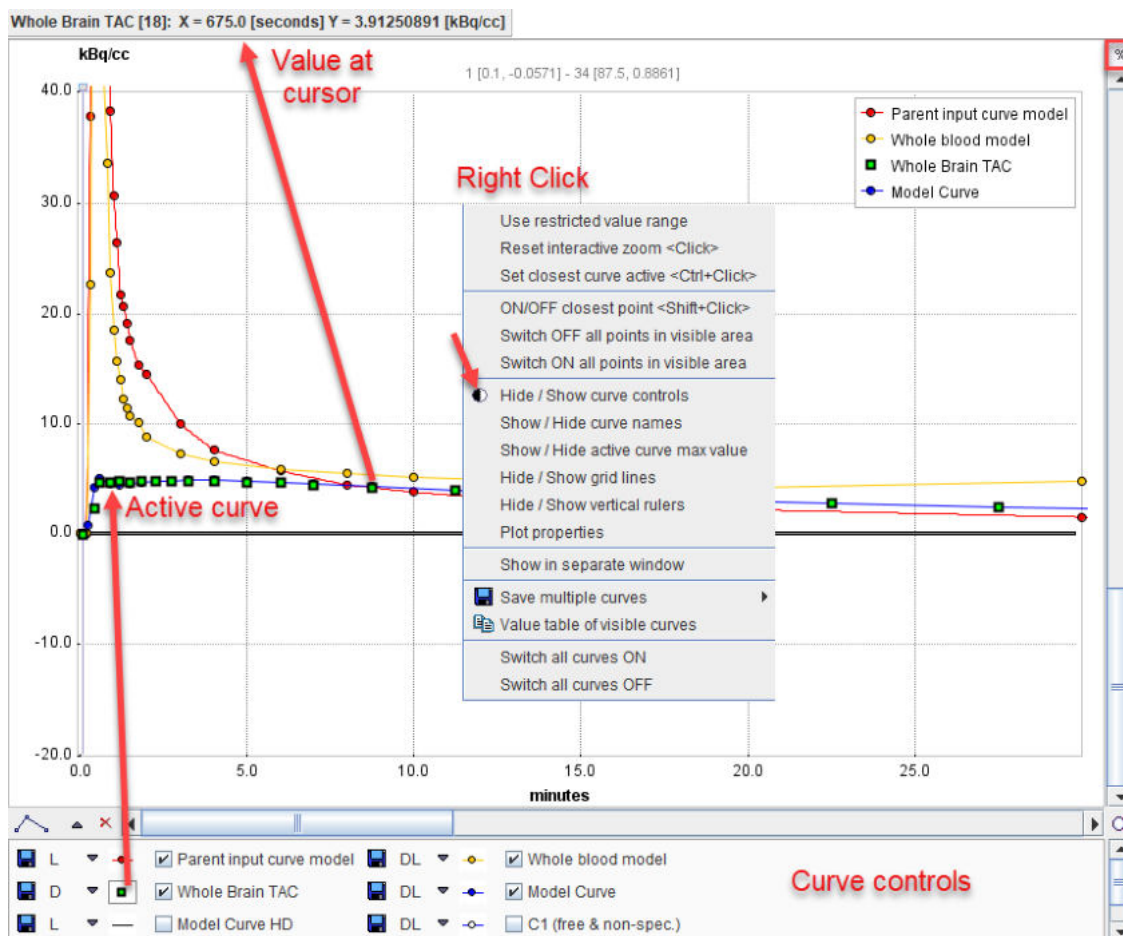 Whole Brain TAC [18]: X = 675.0 [seconds] Y = 3.91250891 [kBq/cc]
kBq/cc
Value at
cursor
1 [0.1, -0.0571] - 34 [87.5, 0.8861]
%
40.0
30.0
20.0
10.0
0.0
-10.0
-20.0
Parent input curve model
Whole blood model
Whole Brain TAC
Model Curve
Right Click
Use restricted value range
Reset interactive zoom <Click>
Set closest curve active <Ctrl+Click>
ON/OFF closest point <Shift+Click>
Switch OFF all points in visible area
Switch ON all points in visible area
Hide / Show curve controls
Show / Hide curve names
Show / Hide active curve max value
Hide / Show grid lines
Hide / Show vertical rulers
Plot properties
Show in separate window
Save multiple curves
Value table of visible curves
Switch all curves ON
Switch all curves OFF
Active curve
0.0 5.0 10.0 15.0 20.0 25.0
minutes
L Parent input curve model DL Whole blood model
D Whole Brain TAC DL Model Curve
L Model Curve HD DL C1 (free & non-spec.)
Curve controls